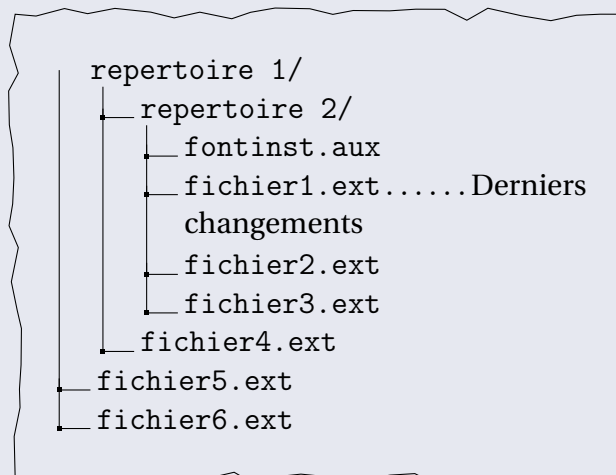 repertoire 1/
repertoire 2/
fontinst.aux
fichier1.ext......Derniers
changements
fichier2.ext
fichier3.ext
fichier4.ext
fichier5.ext
fichier6.ext